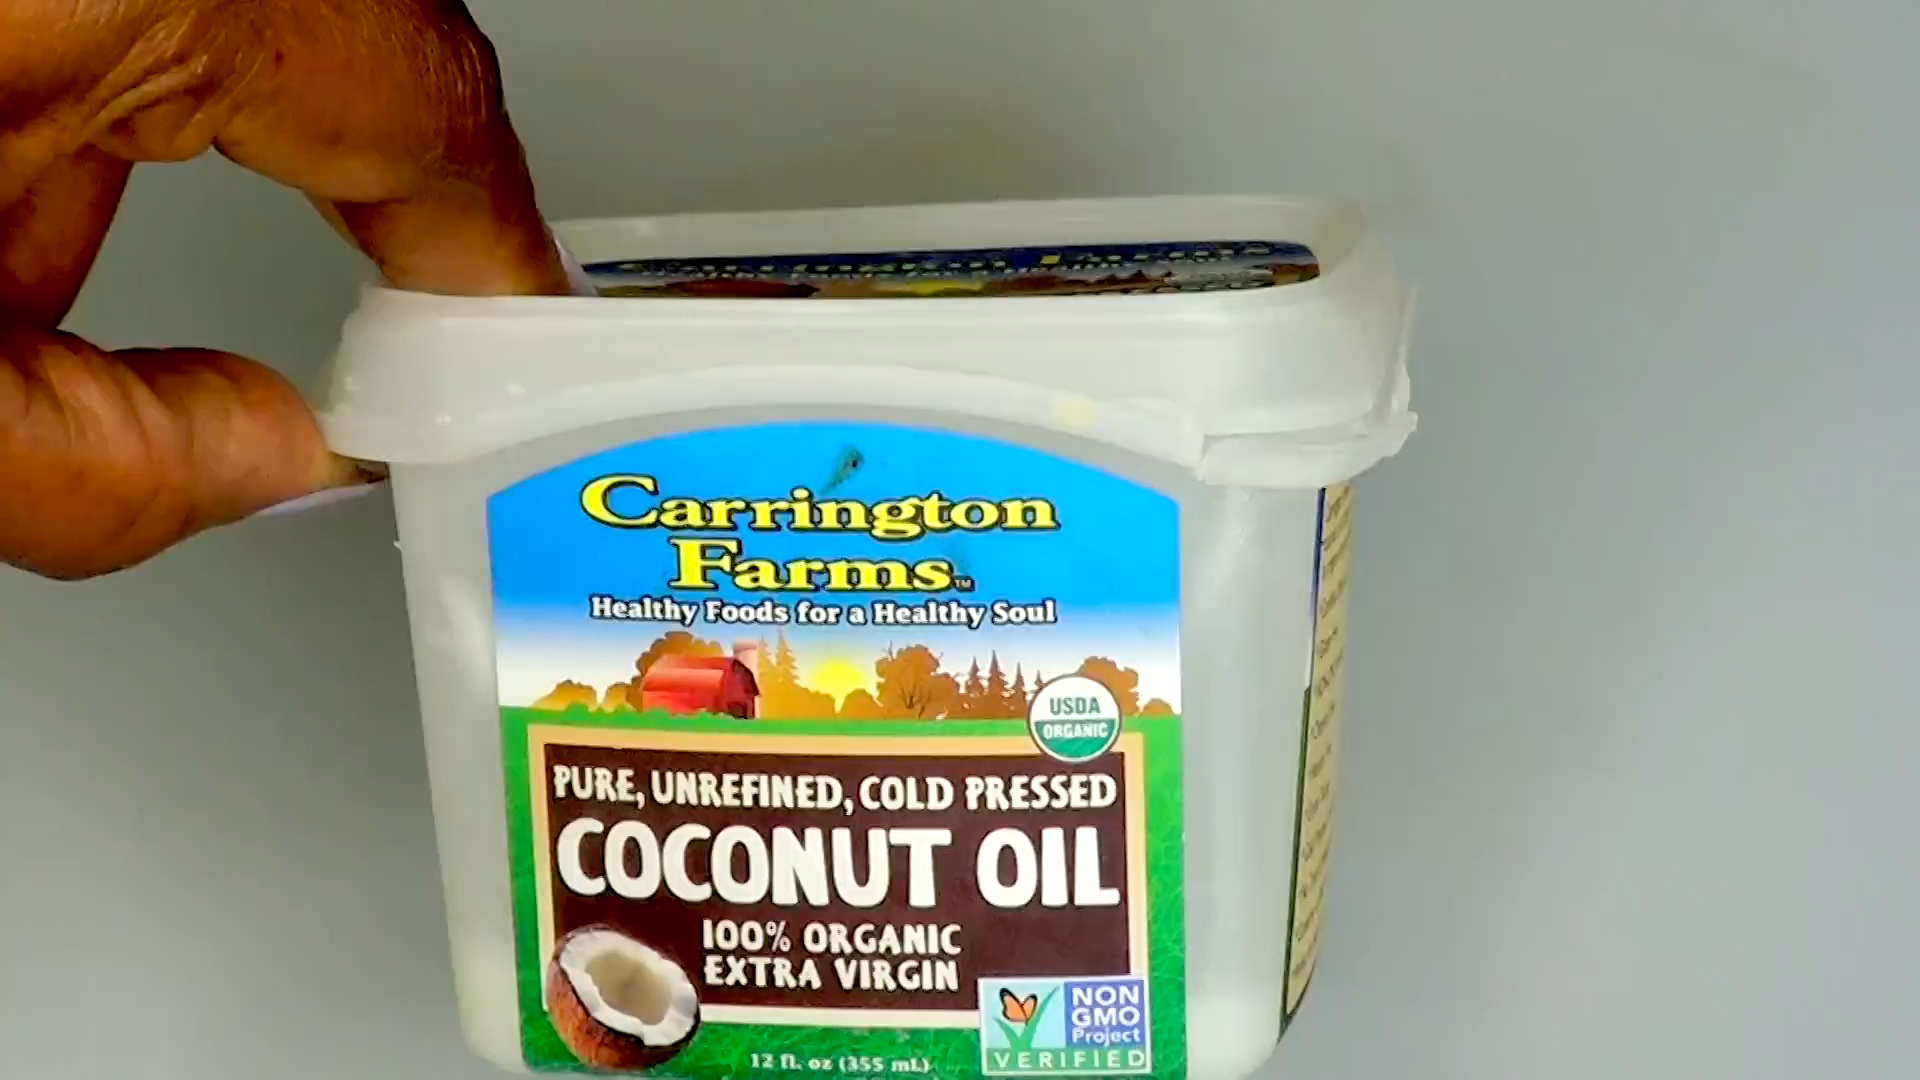 Carrington
Farms™
Healthy Foods for a Healthy Soul
USDA
ORGANIC
PURE, UNREFINED, COLD PRESSED
COCONUT OIL
100% ORGANIC
EXTRA VIRGIN
NON
GMO
Project
VERIFIED
12 fl. oz (355 mL)